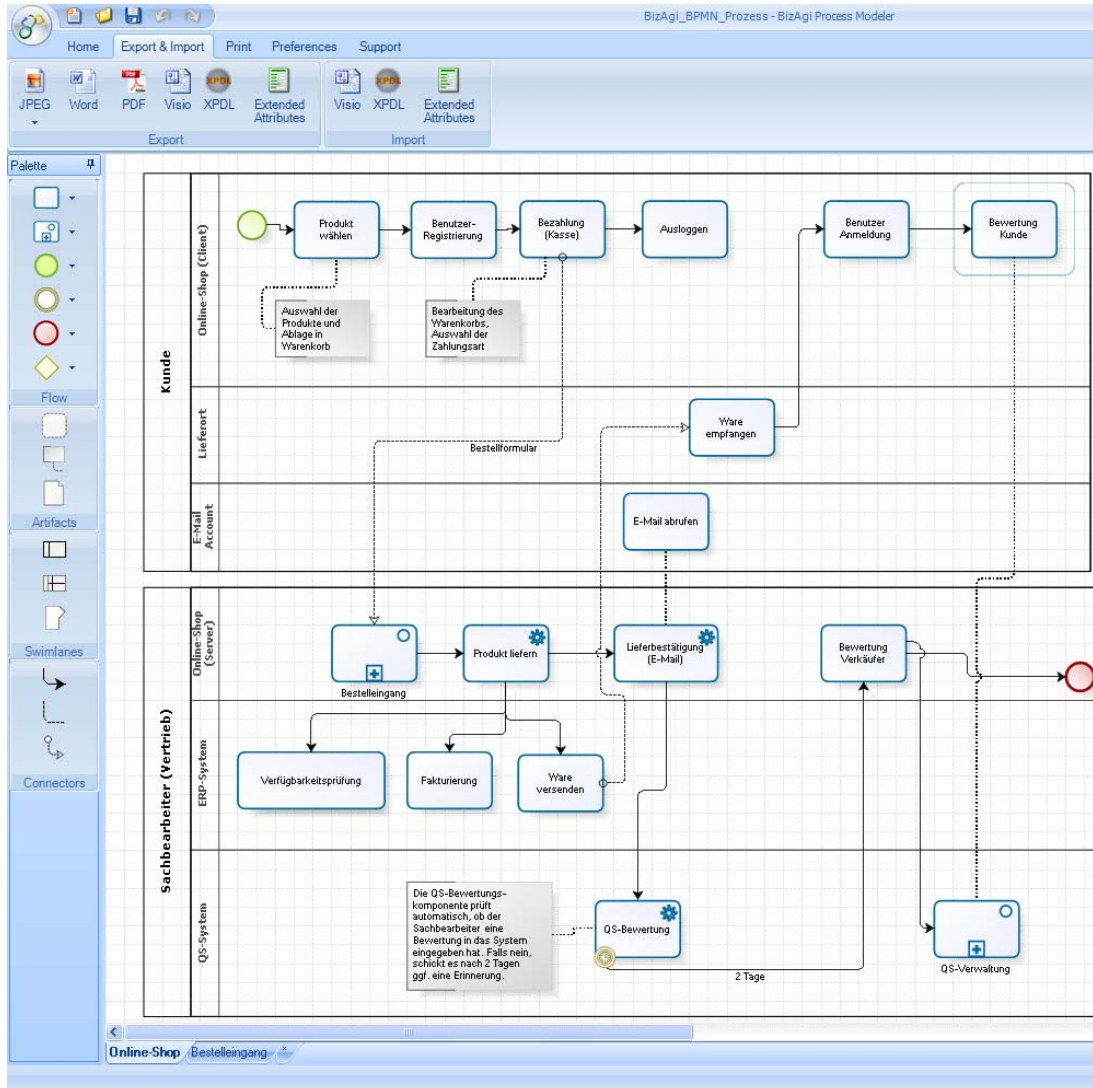 BizAgi_BPMN_Prozess - BizAgi Process Modeler
Home
Export & Import
Print
Preferences
Support
JPEG
Word
PDF
Visio
XPDL
XPDL
Extended
Attributes
Visio
XPDL
XPDL
Extended
Attributes
Export
Import
Palette
Flow
Artifacts
Swimlanes
Connectors
Kunde
Online-Shop (Client)
Produkt
wählen
Benutzer-
Registrierung
Bezahlung
(Kasse)
Ausloggen
Benutzer
Anmeldung
Bewertung
Kunde
Auswahl der
Produkte und
Ablage in
Warenkorb
Bearbeitung des
Warenkorbs,
Auswahl der
Zahlungsart
Lieferort
Ware
empfangen
Bestellformular
E-Mail
Account
E-Mail abrufen
Sachbearbeiter (Vertrieb)
Online-Shop
(Server)
Bestelleingang
Produkt liefern
Lieferbestätigung
(E-Mail)
Bewertung
Verkäufer
ERP-System
Verfügbarkeitsprüfung
Fakturierung
Ware
versenden
QS-System
Die QS-Bewertungs-
komponente prüft
automatisch, ob der
Sachbearbeiter eine
Bewertung in das System
eingegeben hat. Falls nein,
schickt es nach 2 Tagen
ggf. eine Erinnerung.
QS-Bewertung
2 Tage
QS-Verwaltung
Online-Shop
Bestelleingang